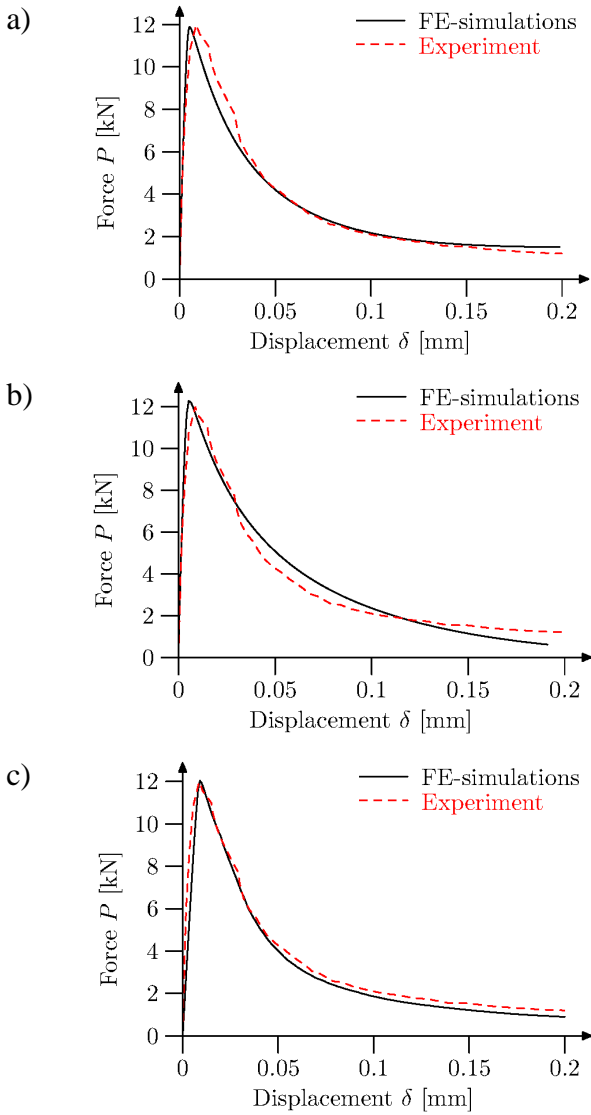 a)
12
10
8
6
4
2
0
Force P [kN]
FE-simulations
Experiment
0 0.05 0.1 0.15 0.2
Displacement δ [mm]
b)
12
10
8
6
4
2
0
Force P [kN]
FE-simulations
Experiment
0 0.05 0.1 0.15 0.2
Displacement δ [mm]
c)
12
10
8
6
4
2
0
Force P [kN]
FE-simulations
Experiment
0 0.05 0.1 0.15 0.2
Displacement δ [mm]